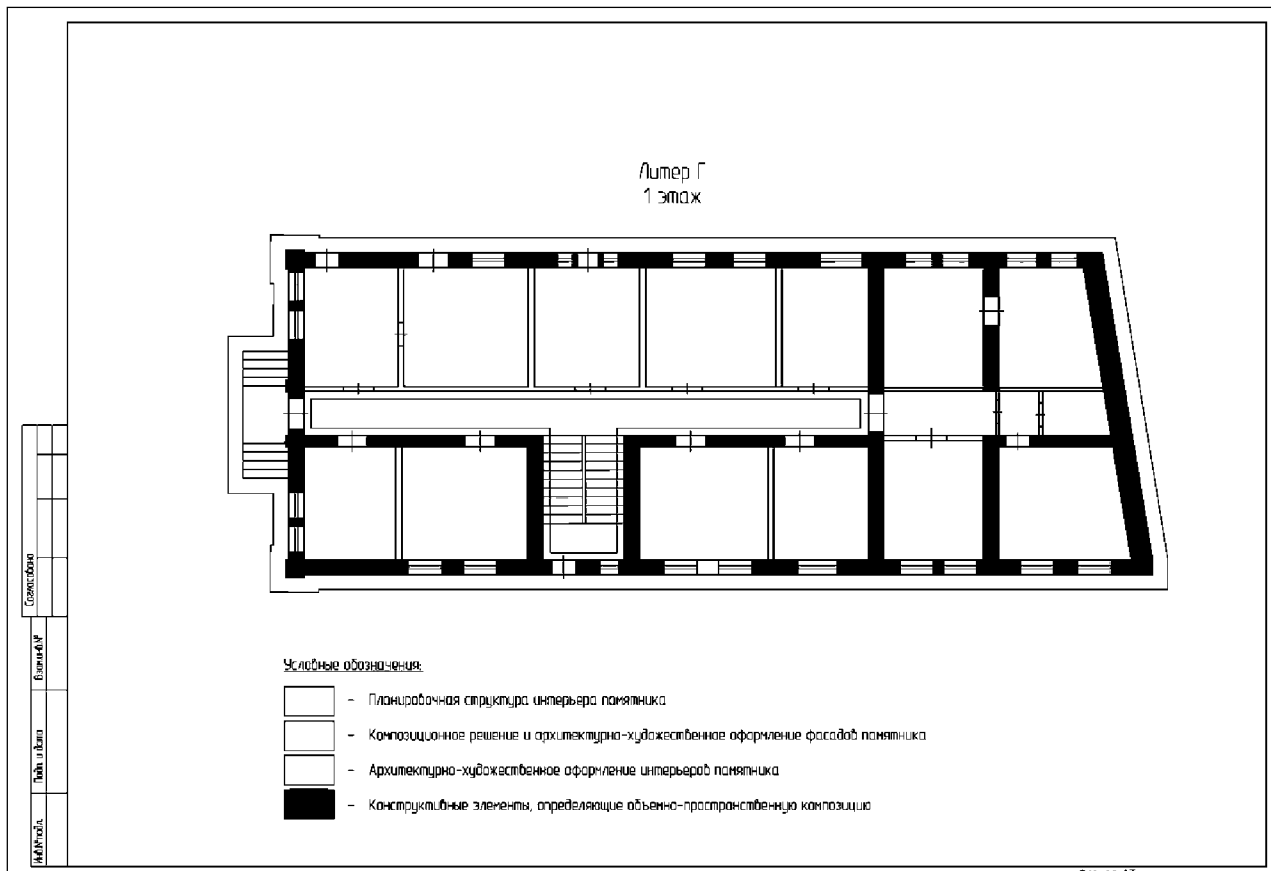 Литер Г
1 этаж
Условные обозначения:
- Планировочная структура интерьера памятника
- Композиционное решение и архитектурно-художественное оформление фасадов памятника
- Архитектурно-художественное оформление интерьеров памятника
- Конструктивные элементы, определяющие объемно-пространственную композицию
Согласовано
Взам.инв.№
Подп. и дата
Инв.№подл.